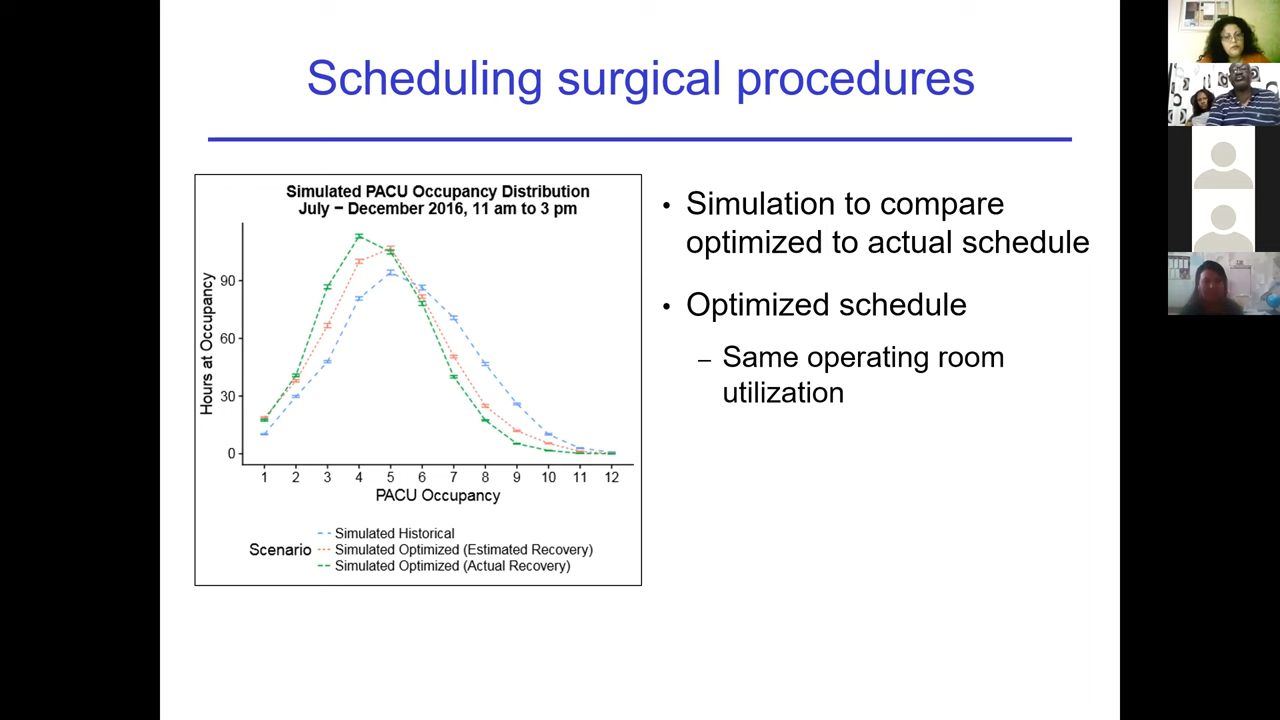 Scheduling surgical procedures
Simulated PACU Occupancy Distribution
July – December 2016, 11 am to 3 pm
Hours at Occupancy
90
60
30
0
1 2 3 4 5 6 7 8 9 10 11 12
PACU Occupancy
Scenario
Simulated Historical
Simulated Optimized (Estimated Recovery)
Simulated Optimized (Actual Recovery)
• Simulation to compare
optimized to actual schedule
• Optimized schedule
– Same operating room
utilization